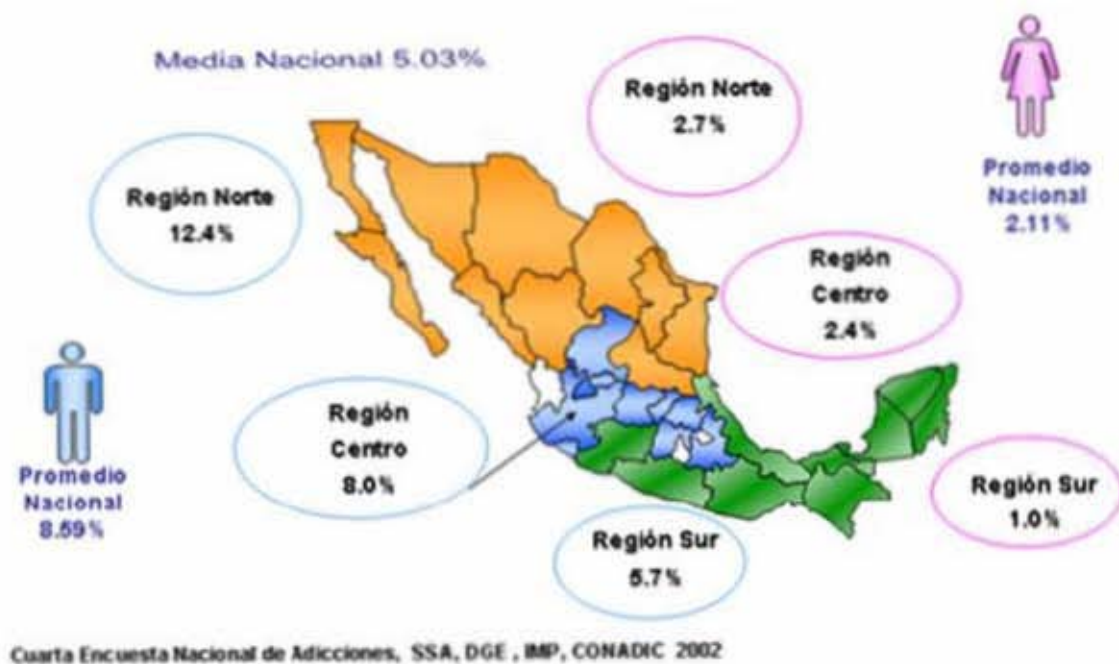 Media Nacional 5.03%
Región Norte
2.7%
Promedio
Nacional
2.11%
Región Norte
12.4%
Región
Centro
2.4%
Región
Centro
8.0%
Promedio
Nacional
8.59%
Región Sur
1.0%
Región Sur
5.7%
Cuarta Encuesta Nacional de Adicciones, SSA, DGE , IMP, CONADIC 2002